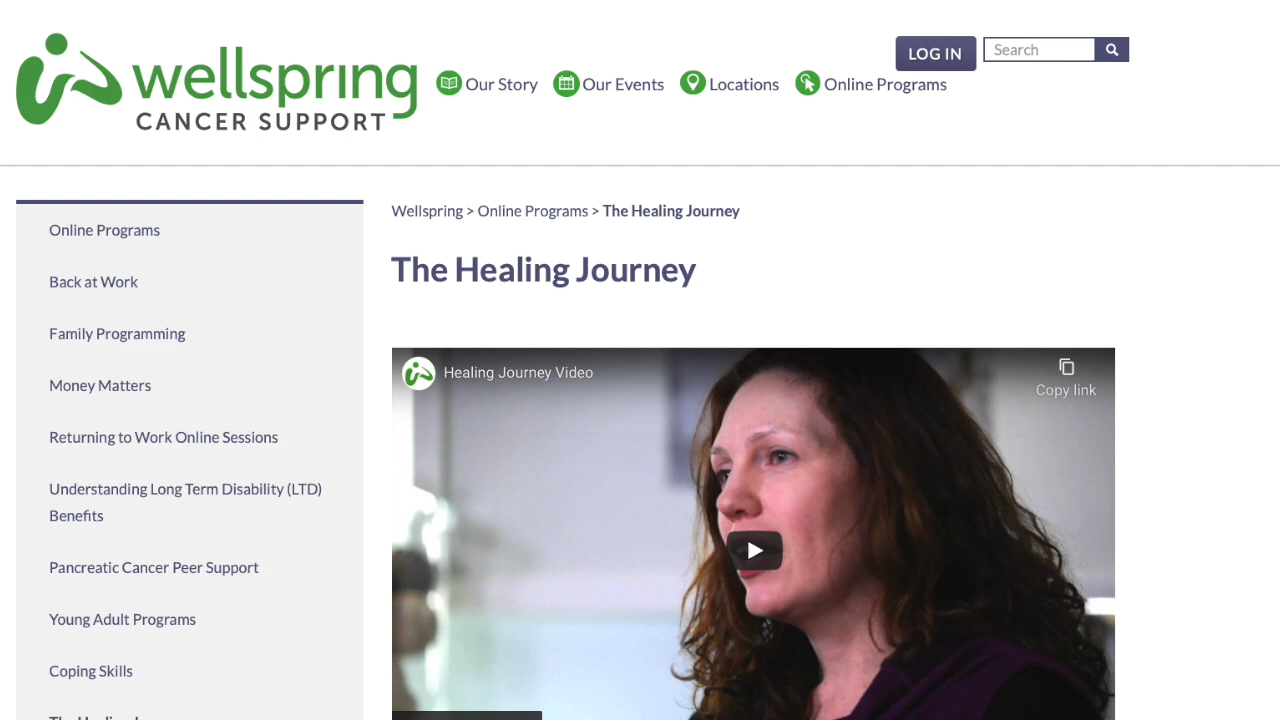 wellspring
CANCER SUPPORT
Our Story
Our Events
Locations
Online Programs
LOG IN
Search
Online Programs
Back at Work
Family Programming
Money Matters
Returning to Work Online Sessions
Understanding Long Term Disability (LTD)
Benefits
Pancreatic Cancer Peer Support
Young Adult Programs
Coping Skills
Wellspring > Online Programs > The Healing Journey
The Healing Journey
Healing Journey Video
Copy link